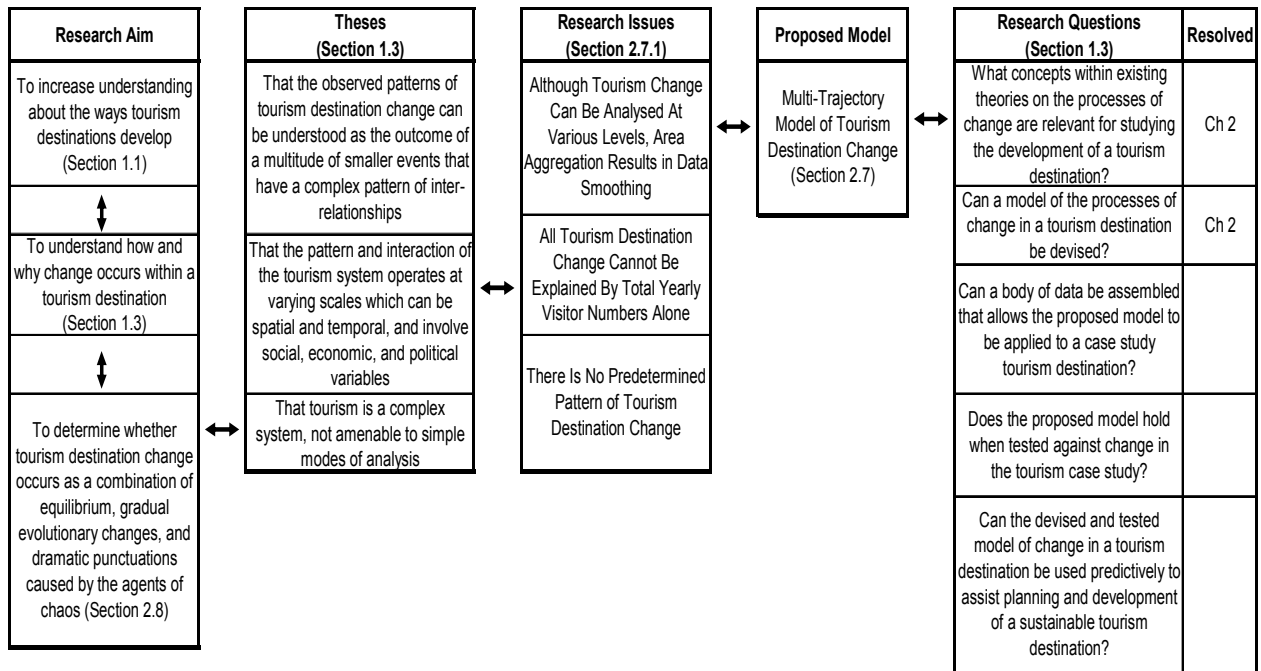 Research Aim
To increase understanding
about the ways tourism
destinations develop
(Section 1.1)
To understand how and
why change occurs within a
tourism destination
(Section 1.3)
To determine whether
tourism destination change
occurs as a combination of
equilibrium, gradual
evolutionary changes, and
dramatic punctuations
caused by the agents of
chaos (Section 2.8)
Theses
(Section 1.3)
That the observed patterns of
tourism destination change can
be understood as the outcome of
a multitude of smaller events that
have a complex pattern of inter-
relationships
That the pattern and interaction of
the tourism system operates at
varying scales which can be
spatial and temporal, and involve
social, economic, and political
variables
That tourism is a complex
system, not amenable to simple
modes of analysis
Research Issues
(Section 2.7.1)
Although Tourism Change
Can Be Analysed At
Various Levels, Area
Aggregation Results in Data
Smoothing
All Tourism Destination
Change Cannot Be
Explained By Total Yearly
Visitor Numbers Alone
There Is No Predetermined
Pattern of Tourism
Destination Change
Proposed Model
Multi-Trajectory
Model of Tourism
Destination Change
(Section 2.7)
Research Questions
(Section 1.3)
Resolved
What concepts within existing
theories on the processes of
change are relevant for studying
the development of a tourism
destination?
Ch 2
Can a model of the processes of
change in a tourism destination
be devised?
Ch 2
Can a body of data be assembled
that allows the proposed model to
be applied to a case study
tourism destination?
Does the proposed model hold
when tested against change in
the tourism case study?
Can the devised and tested
model of change in a tourism
destination be used predictively to
assist planning and development
of a sustainable tourism
destination?